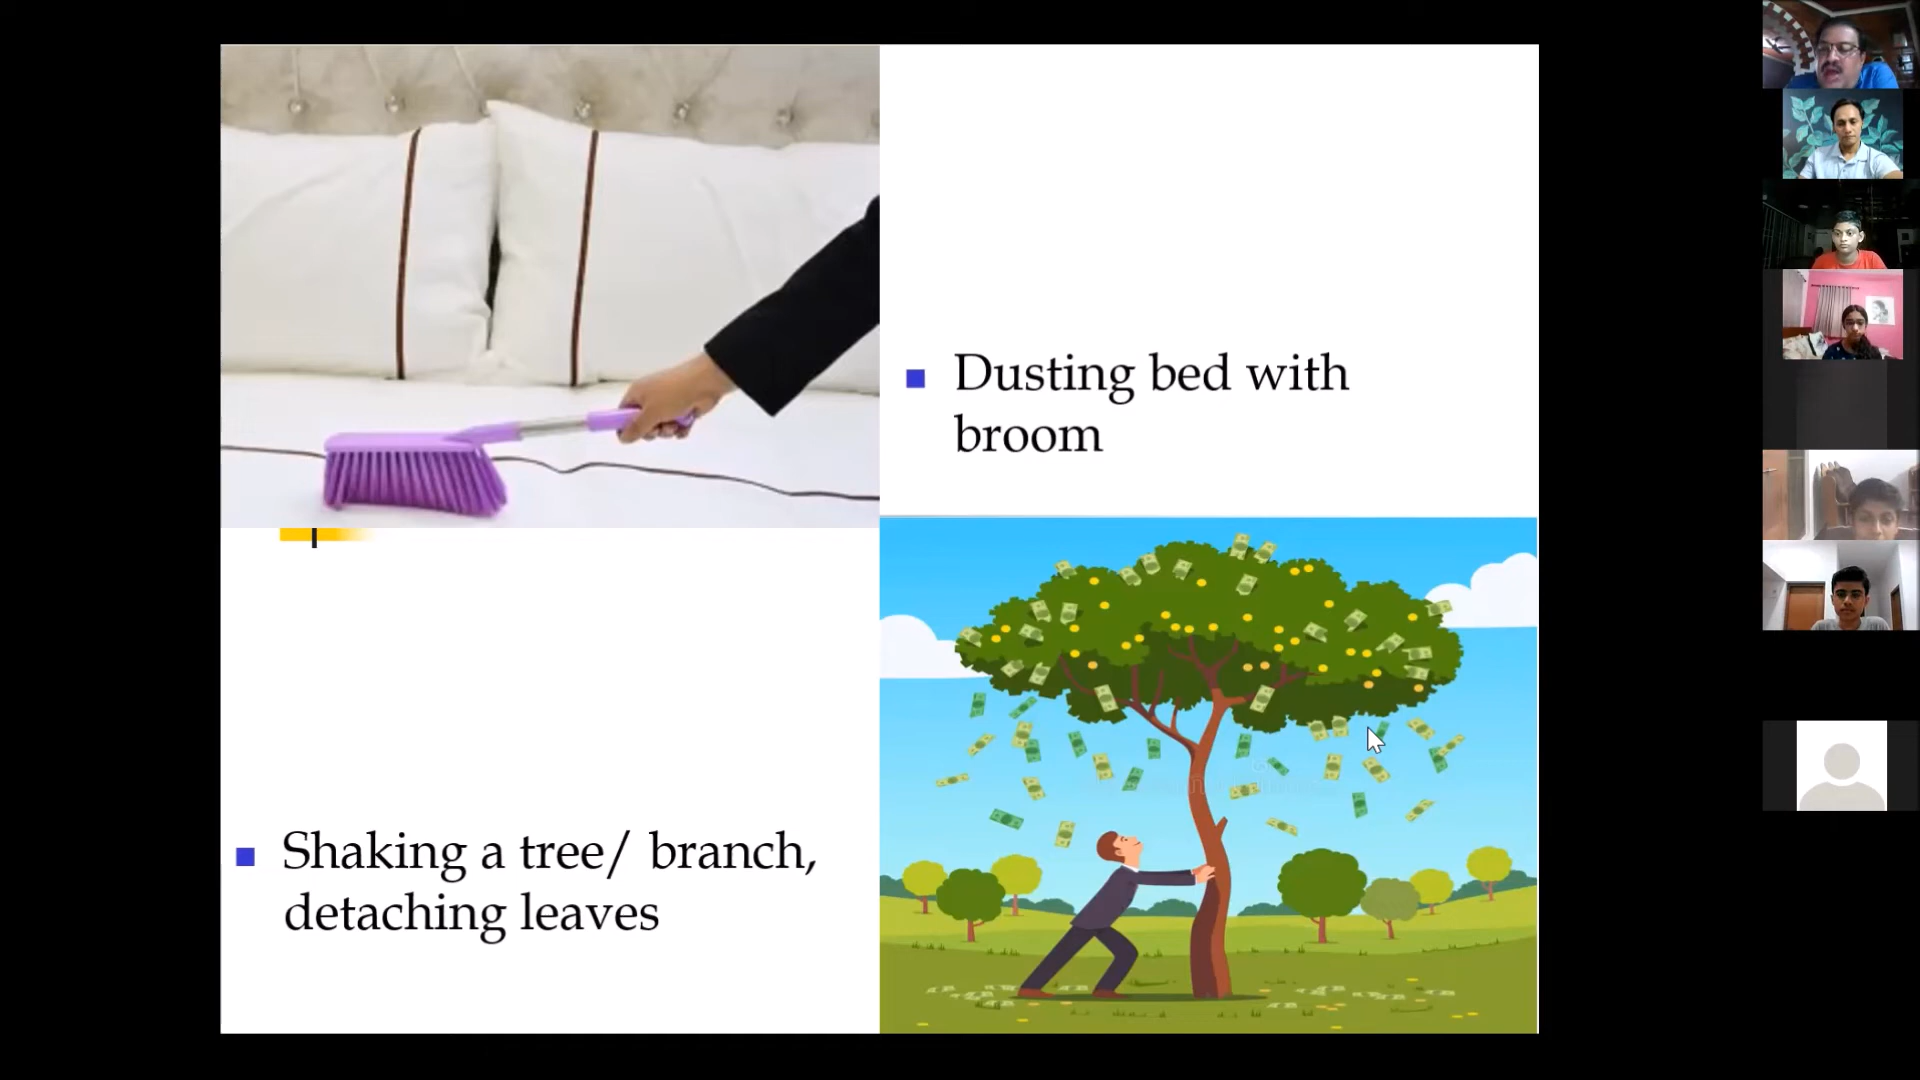 Dusting bed with
broom
Shaking a tree/ branch,
detaching leaves